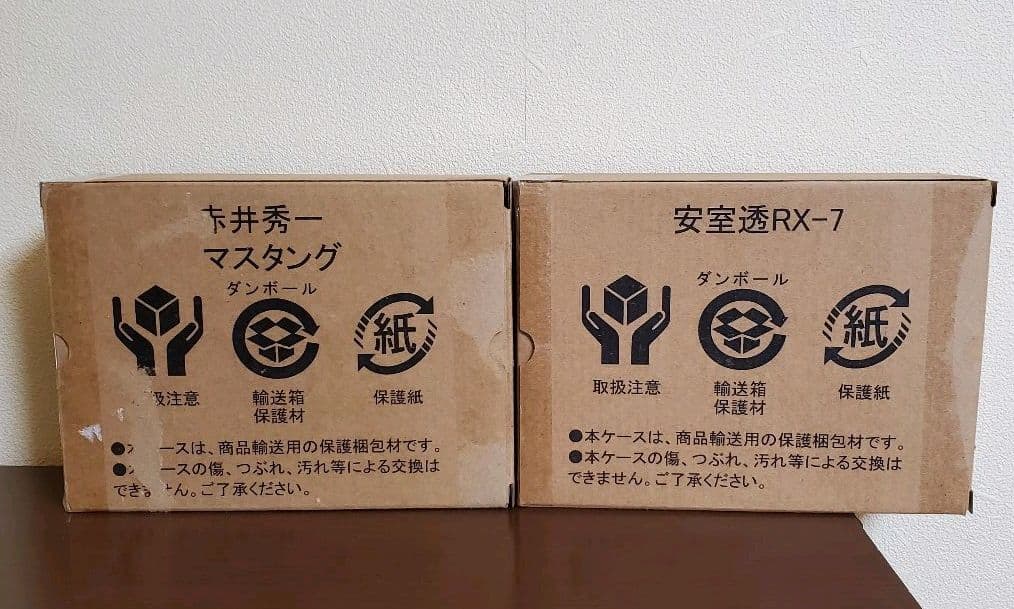 赤井秀一
マスタング
ダンボール
紙
取扱注意
輸送箱
保護材
保護紙
●本ケースは、商品輸送用の保護梱包材です。
●本ケースの傷、つぶれ、汚れ等による交換は
できません。ご了承ください。
安室透RX-7
ダンボール
紙
取扱注意
輸送箱
保護材
保護紙
●本ケースは、商品輸送用の保護梱包材です。
●本ケースの傷、つぶれ、汚れ等による交換は
できません。ご了承ください。